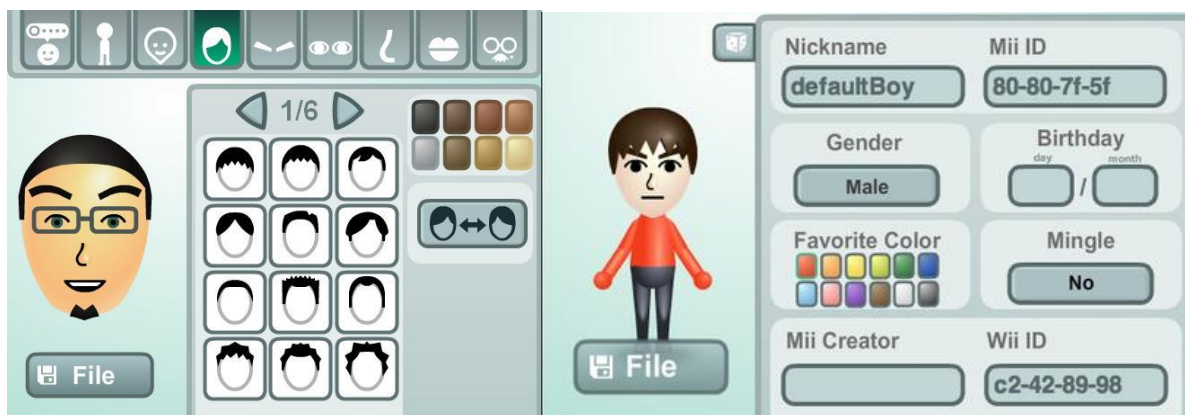 1/6
File
Nickname
Mii ID
defaultBoy
80-80-7f-5f
Gender
Birthday
day
month
Male
/
Favorite Color
Mingle
No
Mii Creator
Wii ID
File
c2-42-89-98